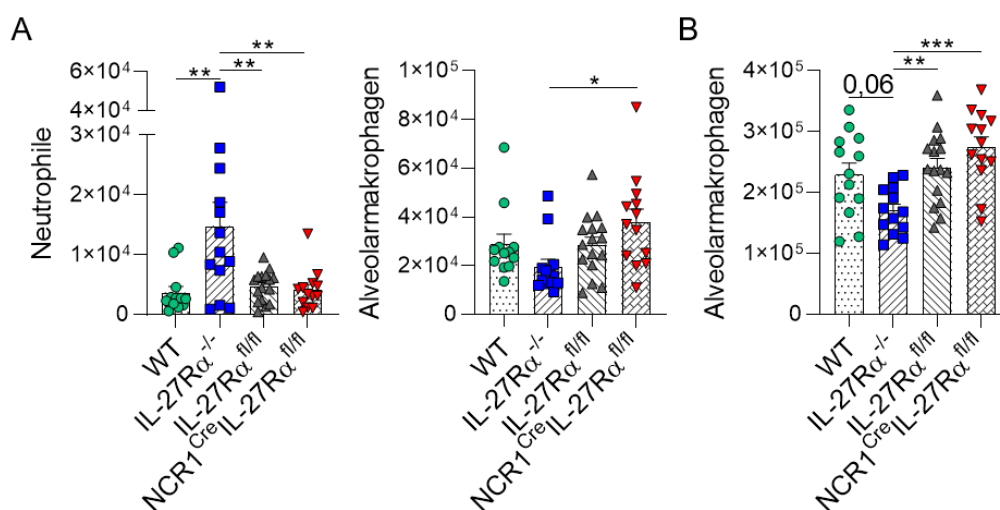 A
B
Neutrophile
6×10⁴
4×10⁴
3×10⁴
2×10⁴
1×10⁴
0
**
**
**
WT
IL-27Rα⁻/⁻
IL-27Rα^fl/fl
NCR1^Cre IL-27Rα^fl/fl
Alveolarmakrophagen
1×10⁵
8×10⁴
6×10⁴
4×10⁴
2×10⁴
0
*
WT
IL-27Rα⁻/⁻
IL-27Rα^fl/fl
NCR1^Cre IL-27Rα^fl/fl
Alveolarmakrophagen
4×10⁵
3×10⁵
2×10⁵
1×10⁵
0
0,06
**
***
WT
IL-27Rα⁻/⁻
IL-27Rα^fl/fl
NCR1^Cre IL-27Rα^fl/fl